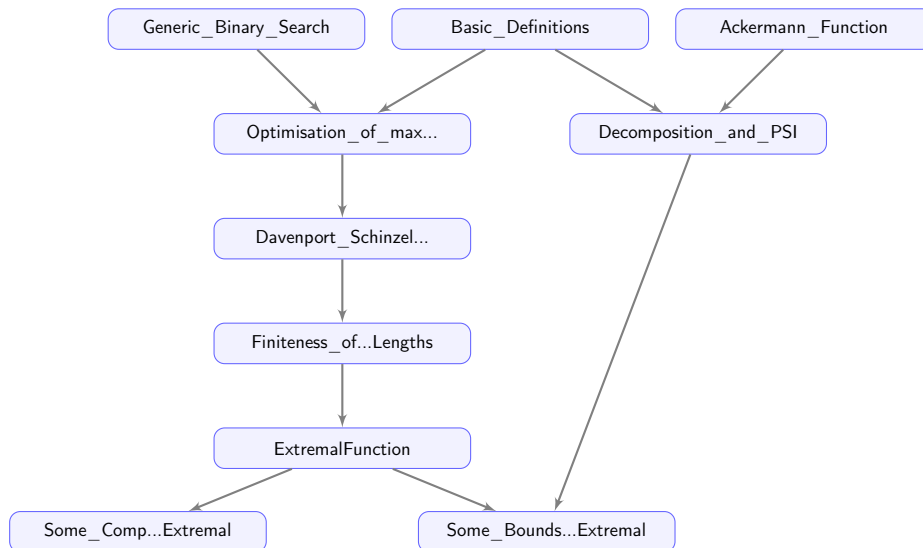 Generic_Binary_Search
Basic_Definitions
Ackermann_Function
Optimisation_of_max...
Decomposition_and_PSI
Davenport_Schinzel...
Finiteness_of...Lengths
ExtremalFunction
Some_Comp...Extremal
Some_Bounds...Extremal